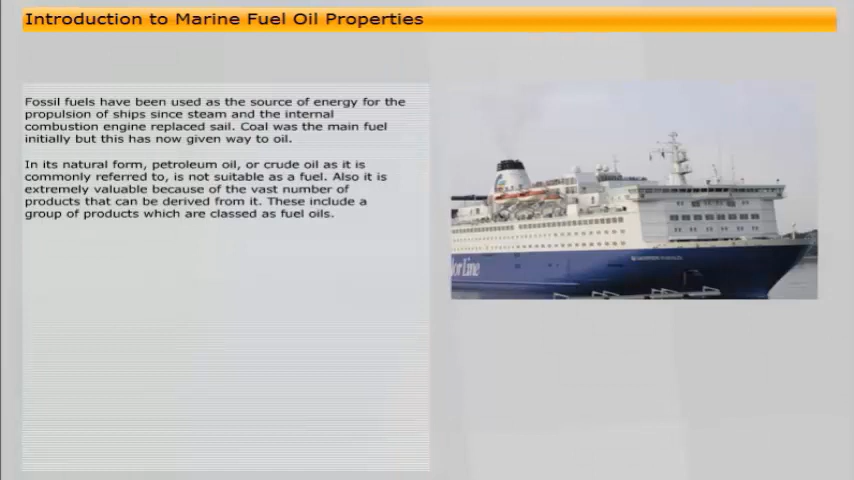 Introduction to Marine Fuel Oil Properties
Fossil fuels have been used as the source of energy for the
propulsion of ships since steam and the internal
combustion engine replaced sail. Coal was the main fuel
initially but this has now given way to oil.
In its natural form, petroleum oil, or crude oil as it is
commonly referred to, is not suitable as a fuel. Also it is
extremely valuable because of the vast number of
products that can be derived from it. These include a
group of products which are classed as fuel oils.
Line